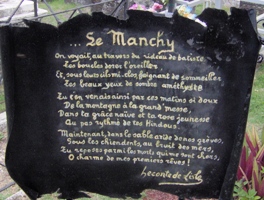 ... Le Manchy
On voyait, au travers du rideau de batiste
Tes boucles dorer l'oreiller
Et, sous leurs cils mi-clos, feignant de sommeiller
Tes beaux yeux de sombre améthyste
Tu t'en venais ainsi par ces matins si doux
De la montagne à la grand'messe,
Dans ta grâce naïve et ta rose jeunesse
Au pas rythmé de tes Hindous.
Maintenant, dans le sable aride de nos grèves,
Sous les chiendents, au bruit des mers,
Tu reposes parmi les morts qui me sont chers,
O charme de mes premiers rêves!
Leconte de Lisle